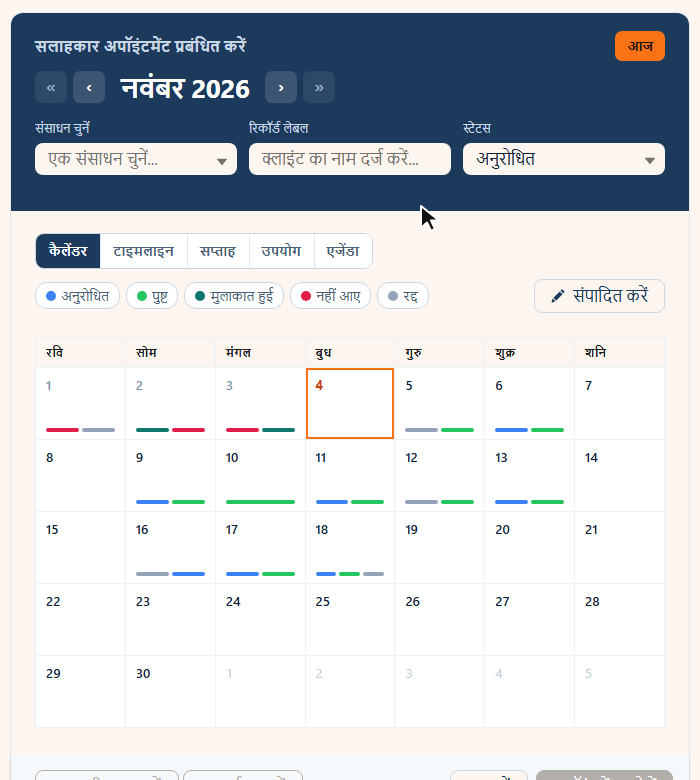 सलाहकार अपॉइंटमेंट प्रबंधित करें
आज
« ‹ नवंबर 2026 › »
संसाधन चुनें रिकॉर्ड लेबल स्टेटस
एक संसाधन चुनें... क्लाइंट का नाम दर्ज करें... अनुरोधित
कैलेंडर टाइमलाइन सप्ताह उपयोग एजेंडा
अनुरोधित पुष्ट मुलाकात हुई नहीं आए रद्द
संपादित करें
रवि सोम मंगल बुध गुरु शुक्र शनि
1 2 3 4 5 6 7
8 9 10 11 12 13 14
15 16 17 18 19 20 21
22 23 24 25 26 27 28
29 30 1 2 3 4 5